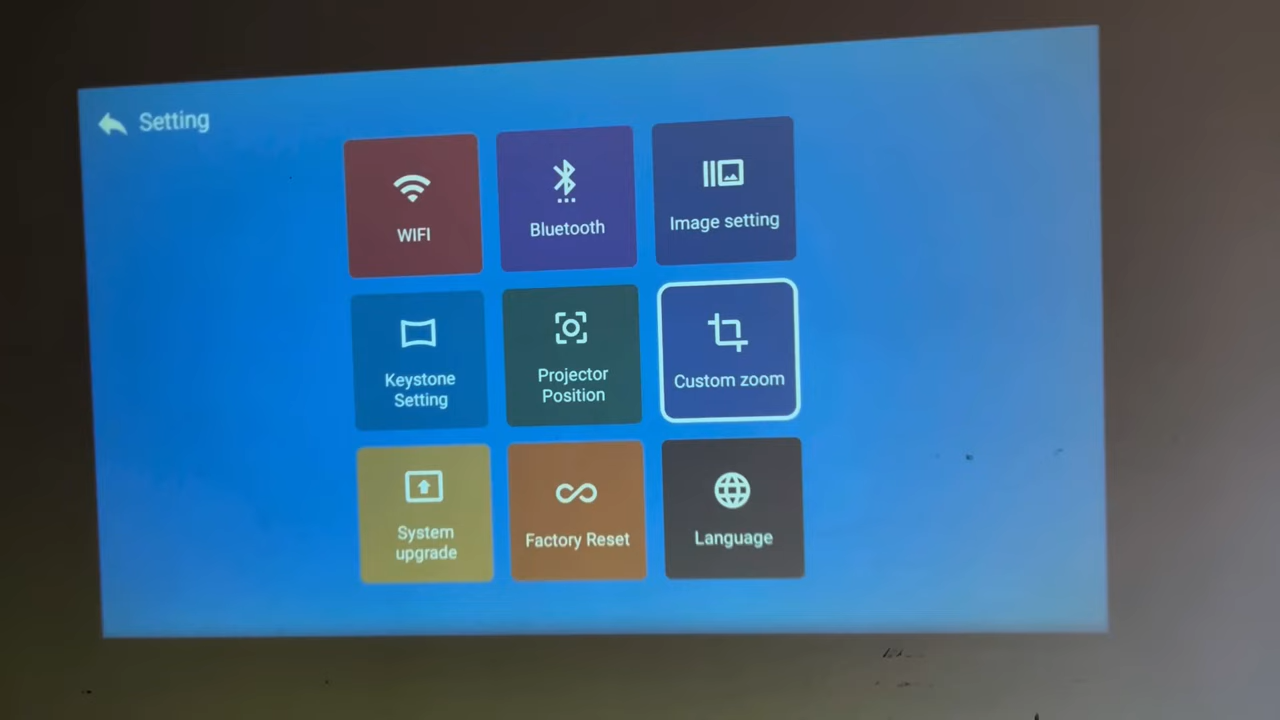 Setting
WIFI
Bluetooth
Image setting
Keystone
Setting
Projector
Position
Custom zoom
System
upgrade
Factory Reset
Language